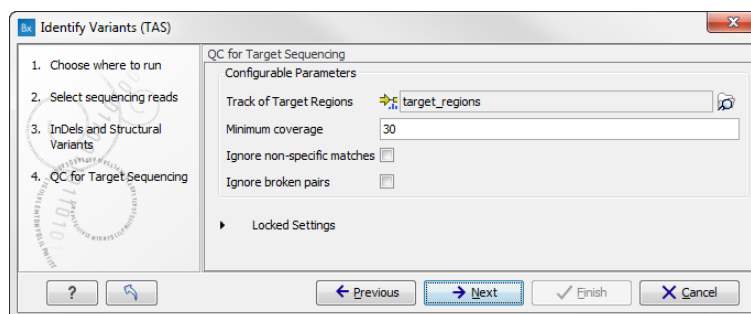 Bx Identify Variants (TAS)
X
1. Choose where to run
2. Select sequencing reads
3. InDels and Structural
Variants
4. QC for Target Sequencing
QC for Target Sequencing
Configurable Parameters
Track of Target Regions target_regions
Minimum coverage 30
Ignore non-specific matches
Ignore broken pairs
Locked Settings
? Previous Next Finish Cancel